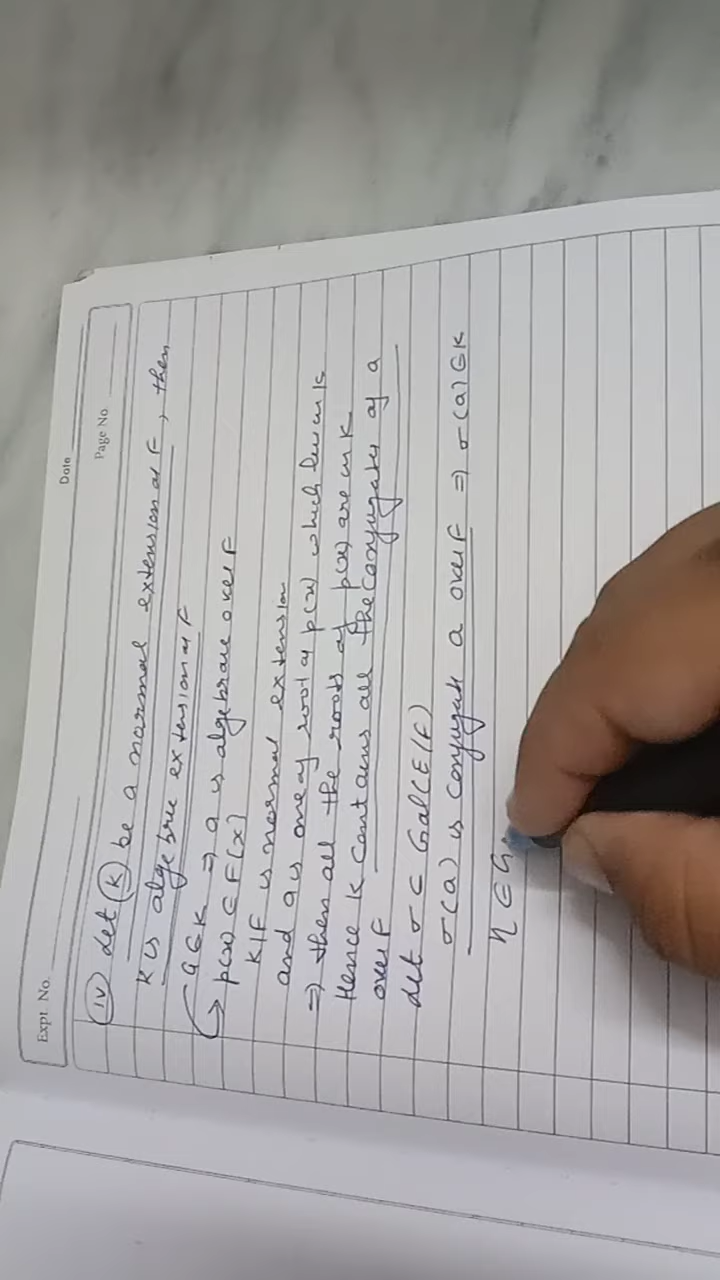 Expt. No.
Date
Page No.
(iv) Let K be a normal extension of F, then
K is algebric extension of F
a ∈ K ⇒ a is algebraic over F
p(x) ∈ F[x]
K|F is normal extension
and a is one of root of p(x) which lies in K
⇒ then all the roots of p(x) are in K
Hence K contains all the conjugates of a
over F
Let σ ∈ Gal(E|F)
σ(a) is conjugate a over F ⇒ σ(a) ∈ K
η ∈ G